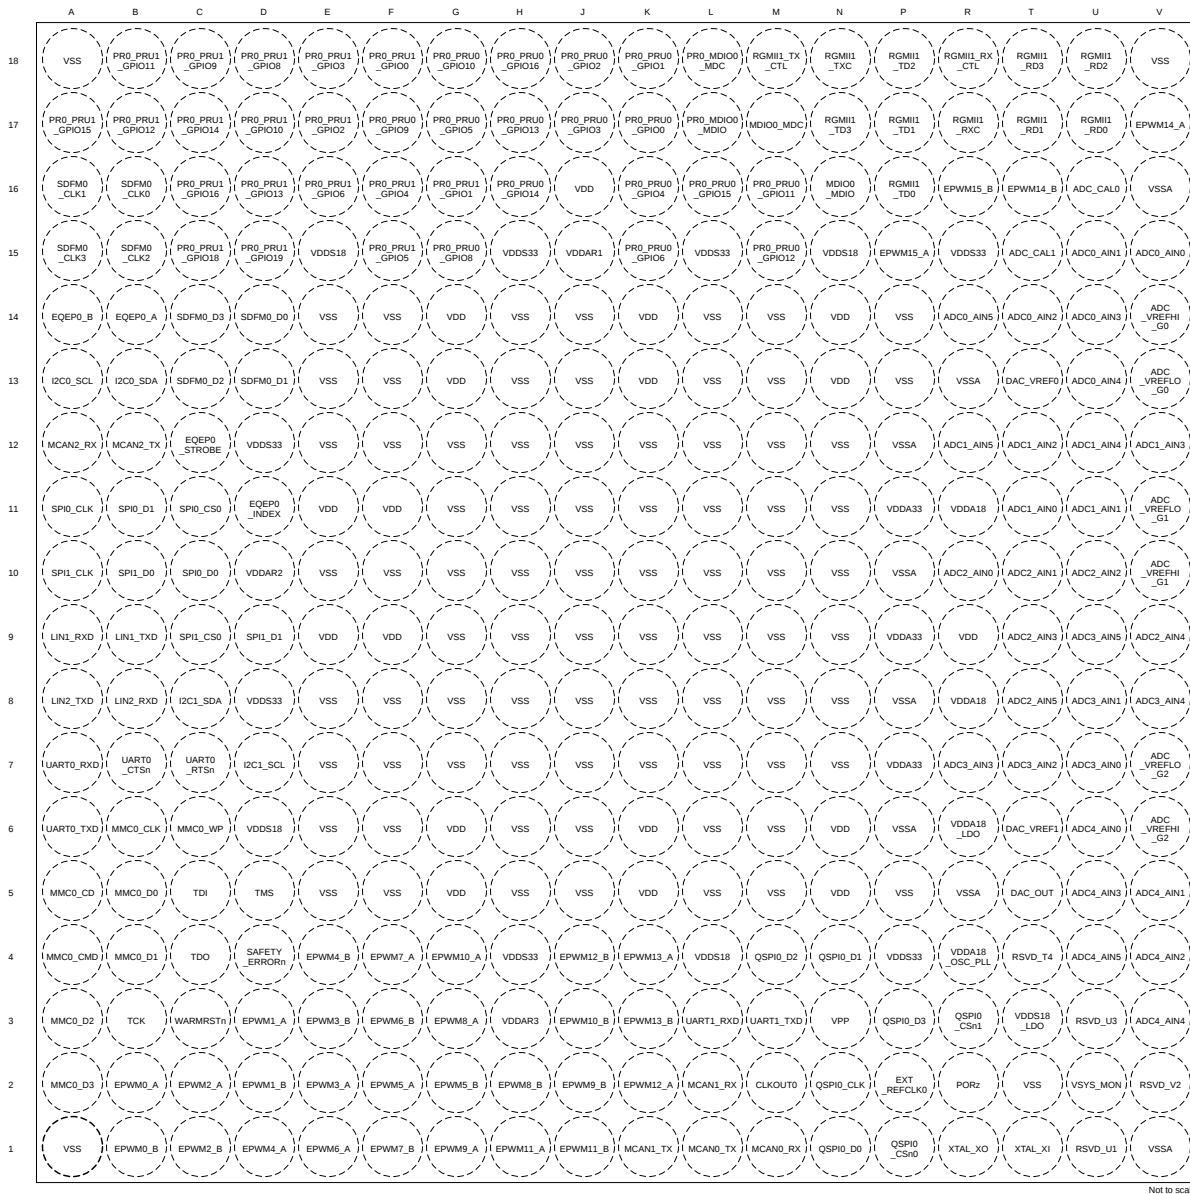 A B C D E F G H J K L M N P R T U V
18 VSS PR0_PRU1_GPIO11 PR0_PRU1_GPIO9 PR0_PRU1_GPIO8 PR0_PRU1_GPIO3 PR0_PRU1_GPIO0 PR0_PRU0_GPIO10 PR0_PRU0_GPIO16 PR0_PRU0_GPIO2 PR0_PRU0_GPIO1 PR0_MDIO0_MDC RGMII1_TX_CTL RGMII1_TXC RGMII1_TD2 RGMII1_RX_CTL RGMII1_RD3 RGMII1_RD2 VSS
17 PR0_PRU1_GPIO15 PR0_PRU1_GPIO12 PR0_PRU1_GPIO14 PR0_PRU1_GPIO10 PR0_PRU1_GPIO2 PR0_PRU0_GPIO9 PR0_PRU0_GPIO5 PR0_PRU0_GPIO13 PR0_PRU0_GPIO3 PR0_PRU0_GPIO0 PR0_MDIO0_MDIO MDIO0_MDC RGMII1_TD3 RGMII1_TD1 RGMII1_RXC RGMII1_RD1 RGMII1_RD0 EPWM14_A
16 SDFM0_CLK1 SDFM0_CLK0 PR0_PRU1_GPIO16 PR0_PRU1_GPIO13 PR0_PRU1_GPIO6 PR0_PRU1_GPIO4 PR0_PRU1_GPIO1 PR0_PRU0_GPIO14 VDD PR0_PRU0_GPIO4 PR0_PRU0_GPIO15 PR0_PRU0_GPIO11 MDIO0_MDIO RGMII1_TD0 EPWM15_B EPWM14_B ADC_CAL0 VSSA
15 SDFM0_CLK3 SDFM0_CLK2 PR0_PRU1_GPIO18 PR0_PRU1_GPIO19 VDDS18 PR0_PRU1_GPIO5 PR0_PRU0_GPIO8 VDDS33 VDDAR1 PR0_PRU0_GPIO6 VDDS33 PR0_PRU0_GPIO12 VDDS18 EPWM15_A VDDS33 ADC_CAL1 ADC0_AIN1 ADC0_AIN0
14 EQEP0_B EQEP0_A SDFM0_D3 SDFM0_D0 VSS VSS VDD VSS VSS VDD VSS VSS VDD VSS ADC0_AIN5 ADC0_AIN2 ADC0_AIN3 ADC_VREFHI_G0
13 I2C0_SCL I2C0_SDA SDFM0_D2 SDFM0_D1 VSS VSS VDD VSS VSS VDD VSS VSS VDD VSS VSSA DAC_VREF0 ADC0_AIN4 ADC_VREFLO_G0
12 MCAN2_RX MCAN2_TX EQEP0_STROBE VDDS33 VSS VSS VSS VSS VSS VSS VSS VSS VSS VSSA ADC1_AIN5 ADC1_AIN2 ADC1_AIN4 ADC1_AIN3
11 SPI0_CLK SPI0_D1 SPI0_CS0 EQEP0_INDEX VDD VDD VSS VSS VSS VSS VSS VSS VSS VDDA33 VDDA18 ADC1_AIN0 ADC1_AIN1 ADC_VREFLO_G1
10 SPI1_CLK SPI1_D0 SPI0_D0 VDDAR2 VSS VSS VSS VSS VSS VSS VSS VSS VSS VSSA ADC2_AIN0 ADC2_AIN1 ADC2_AIN2 ADC_VREFHI_G1
9 LIN1_RXD LIN1_TXD SPI1_CS0 SPI1_D1 VDD VDD VSS VSS VSS VSS VSS VSS VSS VDDA33 VDD ADC2_AIN3 ADC3_AIN5 ADC2_AIN4
8 LIN2_TXD LIN2_RXD I2C1_SDA VDDS33 VSS VSS VSS VSS VSS VSS VSS VSS VSS VSSA VDDA18 ADC2_AIN5 ADC3_AIN1 ADC3_AIN4
7 UART0_RXD UART0_CTSn UART0_RTSn I2C1_SCL VSS VSS VSS VSS VSS VSS VSS VSS VSS VDDA33 ADC3_AIN3 ADC3_AIN2 ADC3_AIN0 ADC_VREFLO_G2
6 UART0_TXD MMC0_CLK MMC0_WP VDDS18 VSS VSS VDD VSS VSS VDD VSS VSS VDD VSSA VDDA18_LDO DAC_VREF1 ADC4_AIN0 ADC_VREFHI_G2
5 MMC0_CD MMC0_D0 TDI TMS VSS VSS VDD VSS VSS VDD VSS VSS VDD VSS VSSA DAC_OUT ADC4_AIN3 ADC4_AIN1
4 MMC0_CMD MMC0_D1 TDO SAFETY_ERRORn EPWM4_B EPWM7_A EPWM10_A VDDS33 EPWM12_B EPWM13_A VDDS18 QSPI0_D2 QSPI0_D1 VDDS33 VDDA18_OSC_PLL RSVD_T4 ADC4_AIN5 ADC4_AIN2
3 MMC0_D2 TCK WARMRSTn EPWM1_A EPWM3_B EPWM6_B EPWM8_A VDDAR3 EPWM10_B EPWM13_B UART1_RXD UART1_TXD VPP QSPI0_D3 QSPI0_CSn1 VDDS18_LDO RSVD_U3 ADC4_AIN4
2 MMC0_D3 EPWM0_A EPWM2_A EPWM1_B EPWM3_A EPWM5_A EPWM5_B EPWM8_B EPWM9_B EPWM12_A MCAN1_RX CLKOUT0 QSPI0_CLK EXT_REFCLK0 PORz VSS VSYS_MON RSVD_V2
1 VSS EPWM0_B EPWM2_B EPWM4_A EPWM6_A EPWM7_B EPWM9_A EPWM11_A EPWM11_B MCAN1_TX MCAN0_TX MCAN0_RX QSPI0_D0 QSPI0_CSn0 XTAL_XO XTAL_XI RSVD_U1 VSSA
Not to